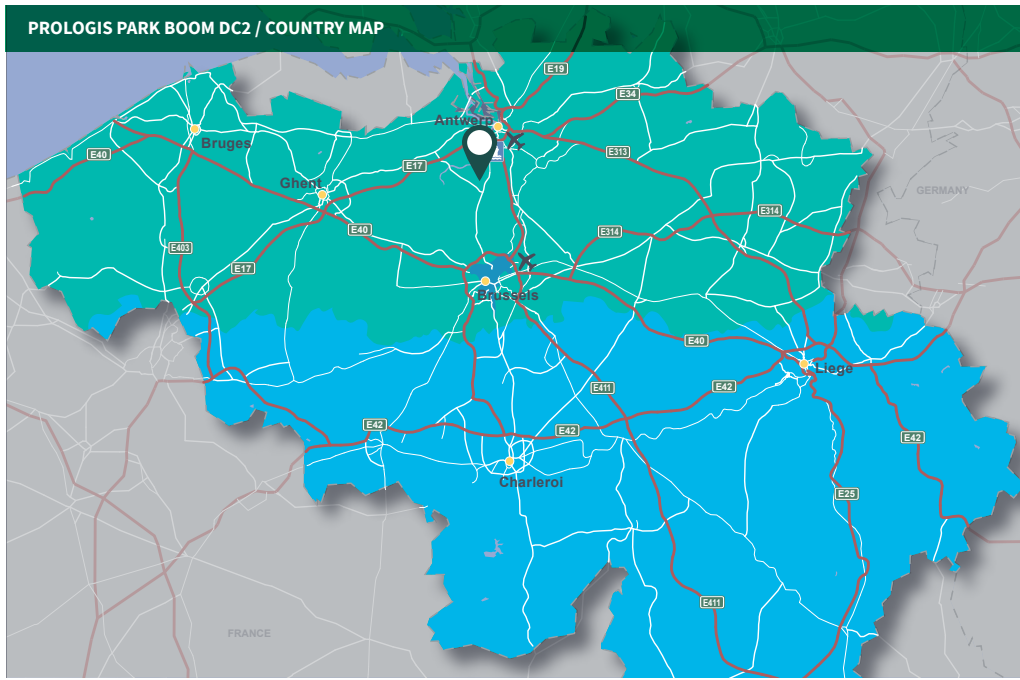 PROLOGIS PARK BOOM DC2 / COUNTRY MAP
E19
E34
Antwerp
Bruges
E40
E313
E17
Ghent
GERMANY
E314
E40
E314
E403
E17
Brussels
E40
Liege
E411
E42
E42
E42
E42
Charleroi
E25
E411
FRANCE